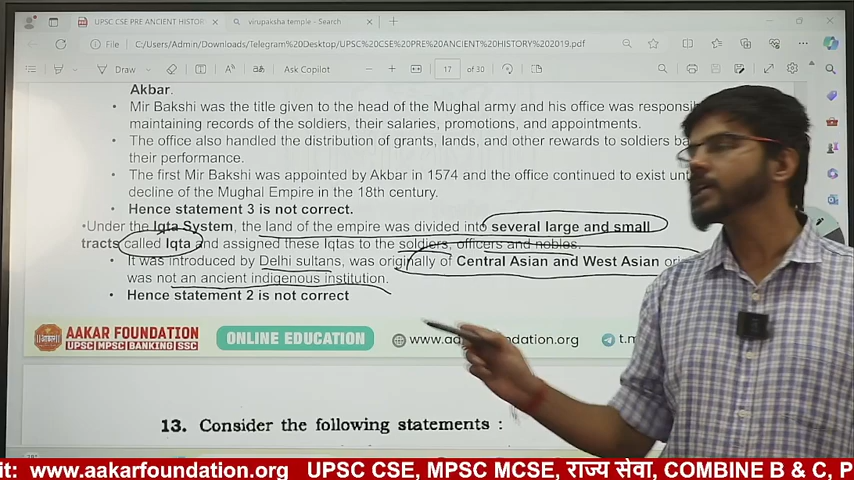 UPSC CSE PRE ANCIENT HISTOR
virupaksha temple - Search
File
C:/Users/Admin/Downloads/Telegram%20Desktop/UPSC%20CSE%20PRE%20ANCIENT%20HISTORY%202019.pdf
Draw
Ask Copilot
17 of 30
Akbar.
• Mir Bakshi was the title given to the head of the Mughal army and his office was responsi
maintaining records of the soldiers, their salaries, promotions, and appointments.
• The office also handled the distribution of grants, lands, and other rewards to soldiers ba
their performance.
• The first Mir Bakshi was appointed by Akbar in 1574 and the office continued to exist unt
decline of the Mughal Empire in the 18th century.
• Hence statement 3 is not correct.
•Under the Iqta System, the land of the empire was divided into several large and small
tracts called Iqta and assigned these Iqtas to the soldiers, officers and nobles.
• It was introduced by Delhi sultans, was originally of Central Asian and West Asian ori
was not an ancient indigenous institution.
• Hence statement 2 is not correct
AAKAR FOUNDATION
UPSC MPSC BANKING SSC
ONLINE EDUCATION
www.aa ndation.org
t.m
13. Consider the following statements :
it: www.aakarfoundation.org UPSC CSE, MPSC MCSE, राज्य सेवा, COMBINE B & C, P